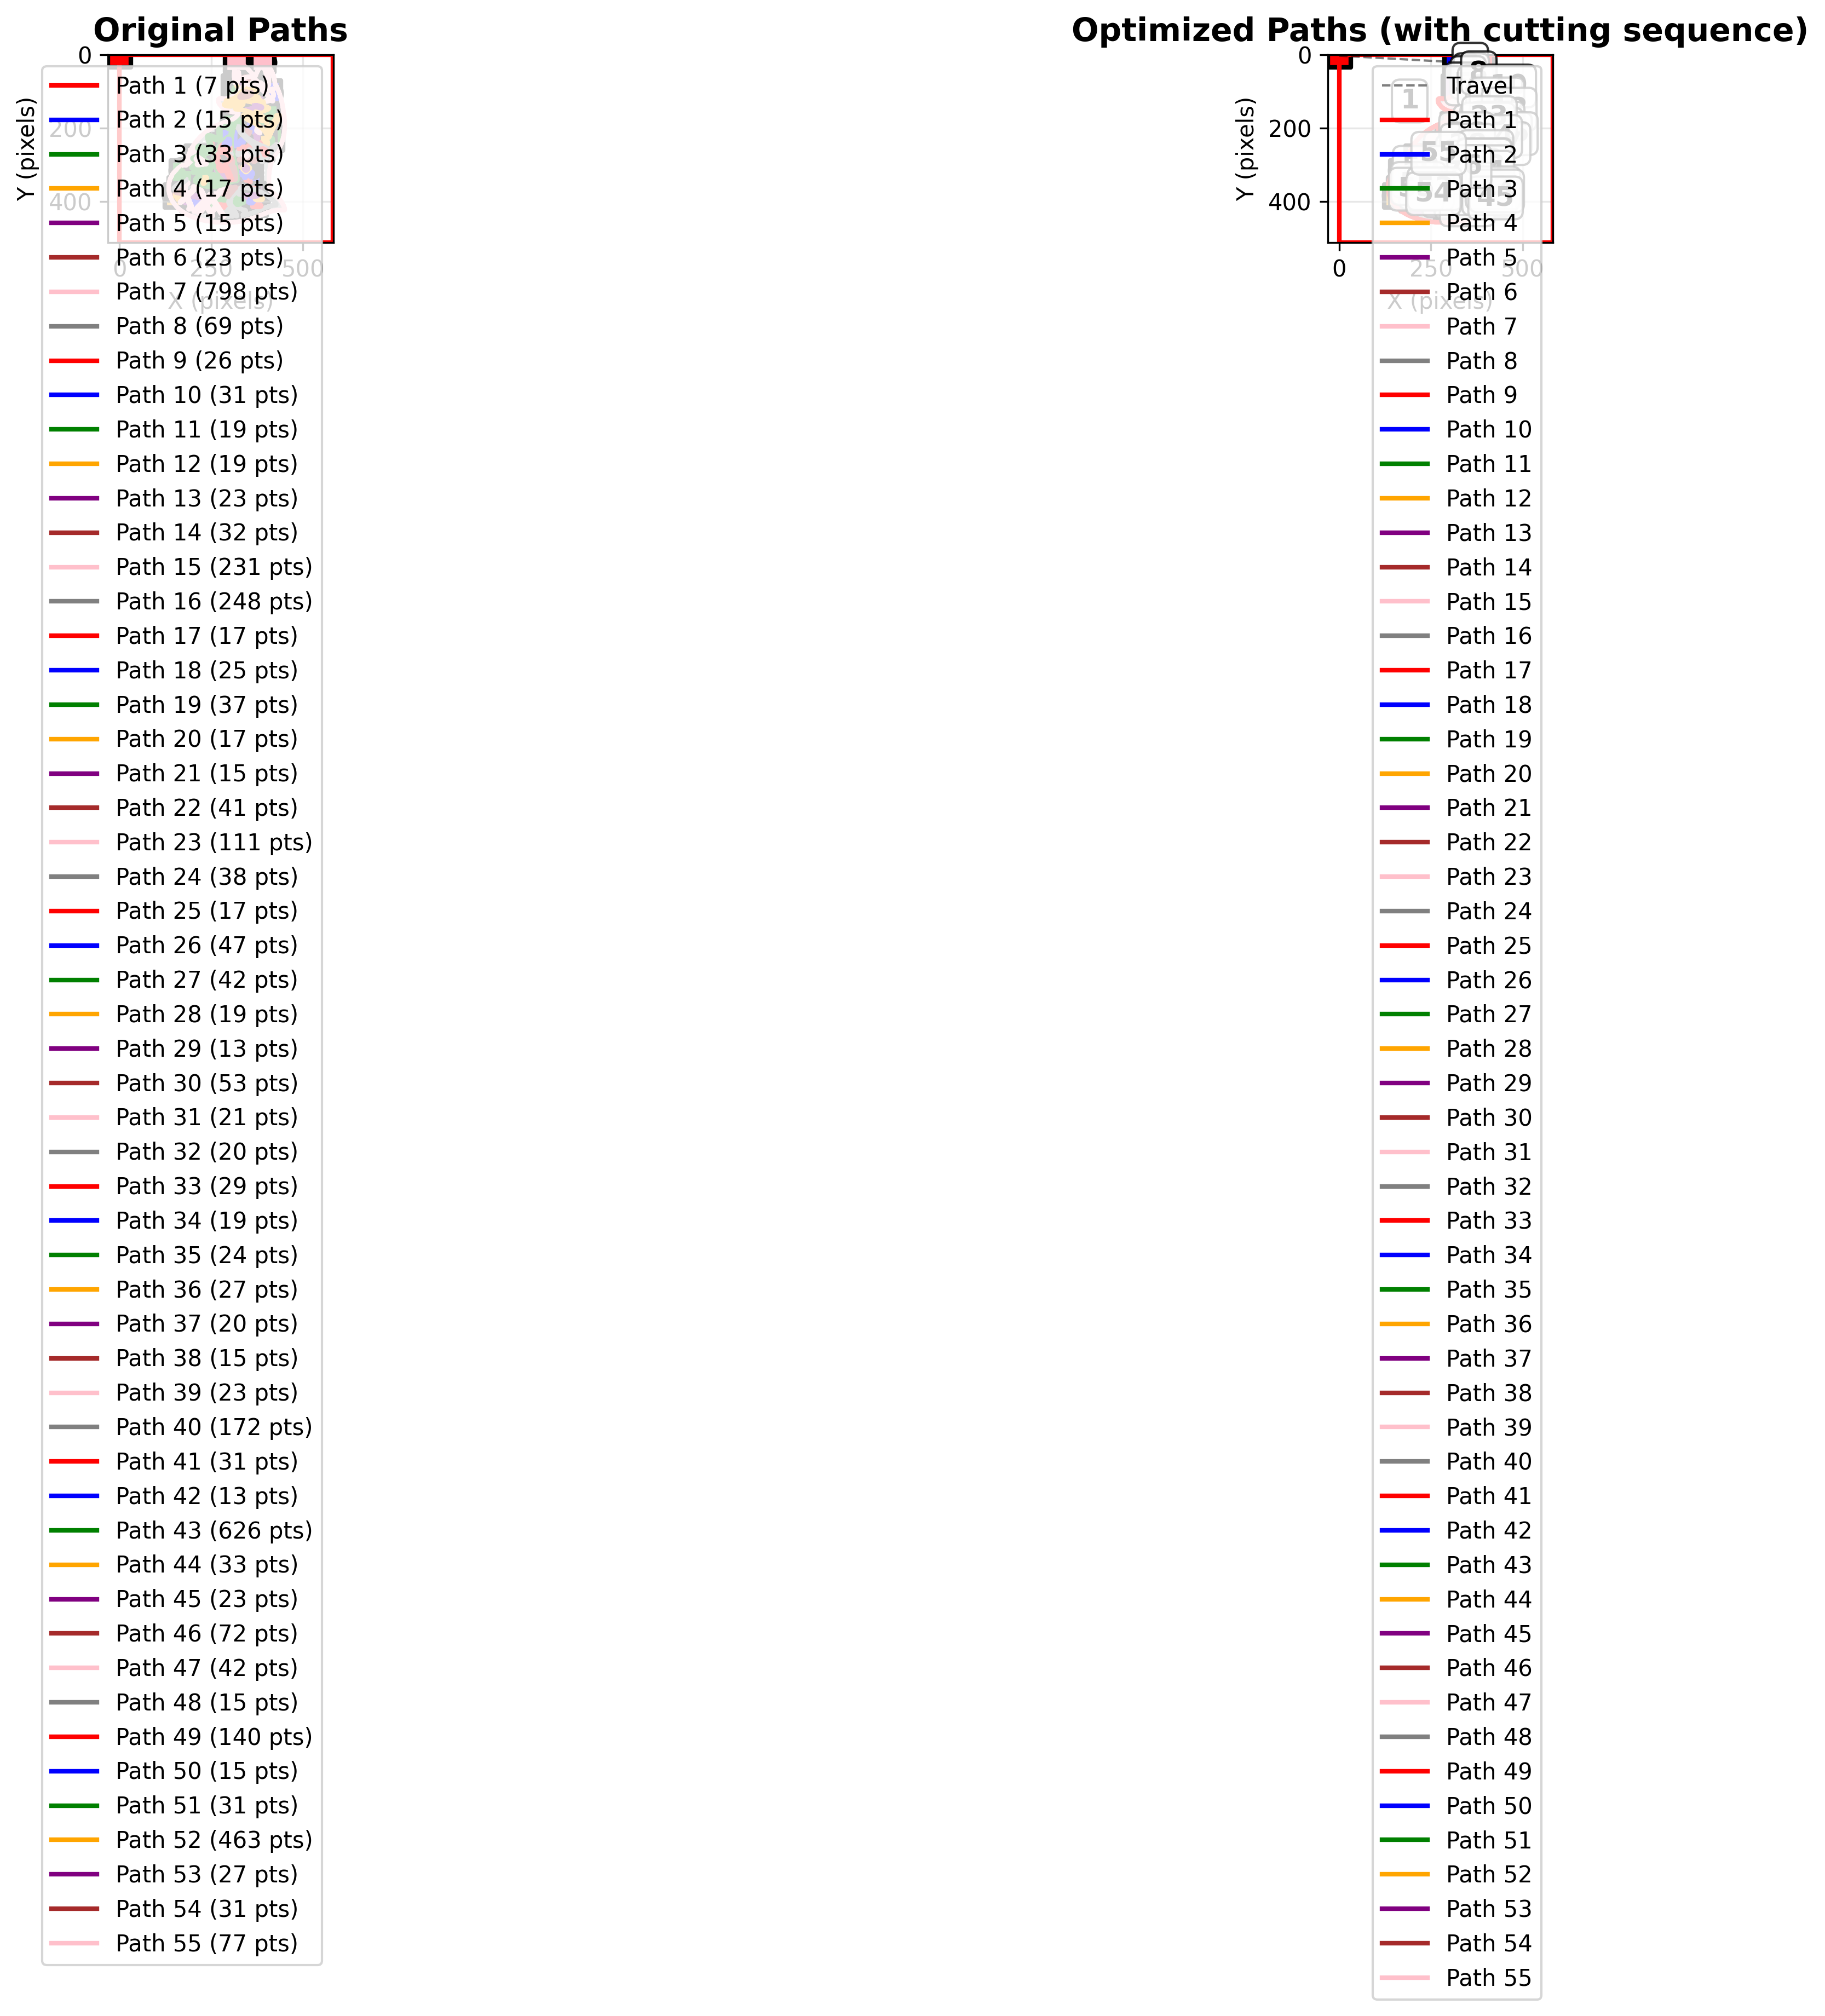 Original Paths
0
200
400
Y (pixels)
0
250
500
X (pixels)
Path 1 (7 pts)
Path 2 (15 pts)
Path 3 (33 pts)
Path 4 (17 pts)
Path 5 (15 pts)
Path 6 (23 pts)
Path 7 (798 pts)
Path 8 (69 pts)
Path 9 (26 pts)
Path 10 (31 pts)
Path 11 (19 pts)
Path 12 (19 pts)
Path 13 (23 pts)
Path 14 (32 pts)
Path 15 (231 pts)
Path 16 (248 pts)
Path 17 (17 pts)
Path 18 (25 pts)
Path 19 (37 pts)
Path 20 (17 pts)
Path 21 (15 pts)
Path 22 (41 pts)
Path 23 (111 pts)
Path 24 (38 pts)
Path 25 (17 pts)
Path 26 (47 pts)
Path 27 (42 pts)
Path 28 (19 pts)
Path 29 (13 pts)
Path 30 (53 pts)
Path 31 (21 pts)
Path 32 (20 pts)
Path 33 (29 pts)
Path 34 (19 pts)
Path 35 (24 pts)
Path 36 (27 pts)
Path 37 (20 pts)
Path 38 (15 pts)
Path 39 (23 pts)
Path 40 (172 pts)
Path 41 (31 pts)
Path 42 (13 pts)
Path 43 (626 pts)
Path 44 (33 pts)
Path 45 (23 pts)
Path 46 (72 pts)
Path 47 (42 pts)
Path 48 (15 pts)
Path 49 (140 pts)
Path 50 (15 pts)
Path 51 (31 pts)
Path 52 (463 pts)
Path 53 (27 pts)
Path 54 (31 pts)
Path 55 (77 pts)
Optimized Paths (with cutting sequence)
0
200
400
Y (pixels)
0
250
500
X (pixels)
1
55
54
45
Travel
Path 1
Path 2
Path 3
Path 4
Path 5
Path 6
Path 7
Path 8
Path 9
Path 10
Path 11
Path 12
Path 13
Path 14
Path 15
Path 16
Path 17
Path 18
Path 19
Path 20
Path 21
Path 22
Path 23
Path 24
Path 25
Path 26
Path 27
Path 28
Path 29
Path 30
Path 31
Path 32
Path 33
Path 34
Path 35
Path 36
Path 37
Path 38
Path 39
Path 40
Path 41
Path 42
Path 43
Path 44
Path 45
Path 46
Path 47
Path 48
Path 49
Path 50
Path 51
Path 52
Path 53
Path 54
Path 55